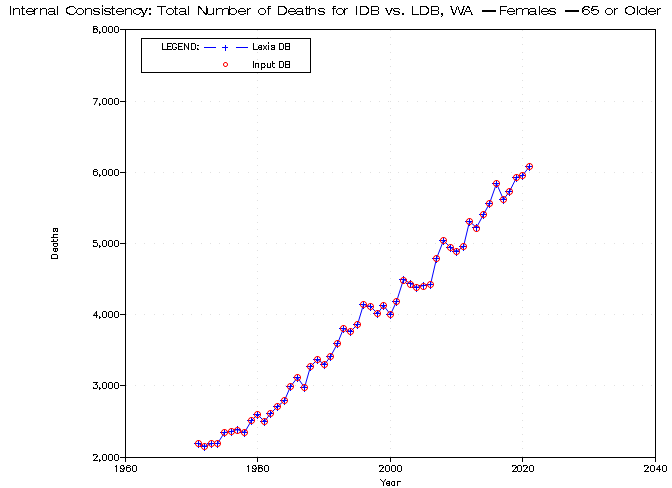 Internal Consistency: Total Number of Deaths for IDB vs. LDB, WA —Females —65 or Older
LEGEND: Lexis DB
Input DB
8,000
7,000
6,000
5,000
4,000
3,000
2,000
Deaths
1960 1980 2000 2020 2040
Year